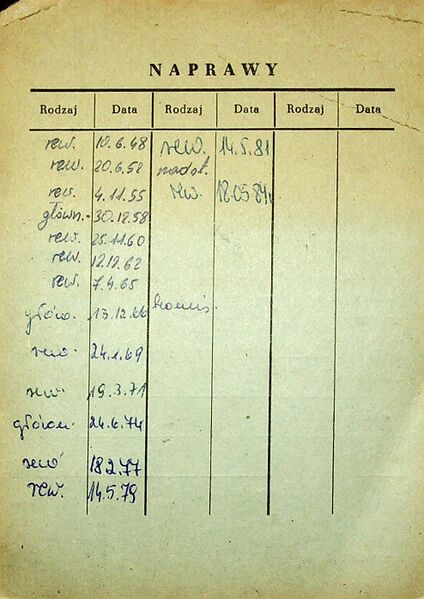 NAPRAWY
Rodzaj Data Rodzaj Data Rodzaj Data
rew. 10.6.48 rew. 14.5.81
rew. 20.6.52 nadzl.
rew. 4.11.55 rew. 18.05.84r
główn. 30.12.58
rew. 25.11.60
rew. 12.12.62
rew. 7.4.65
główn. 13.12.66
rew. 24.1.69
rew. 19.3.71
główn. 24.6.74
rew. 18.2.77
rew. 14.5.79